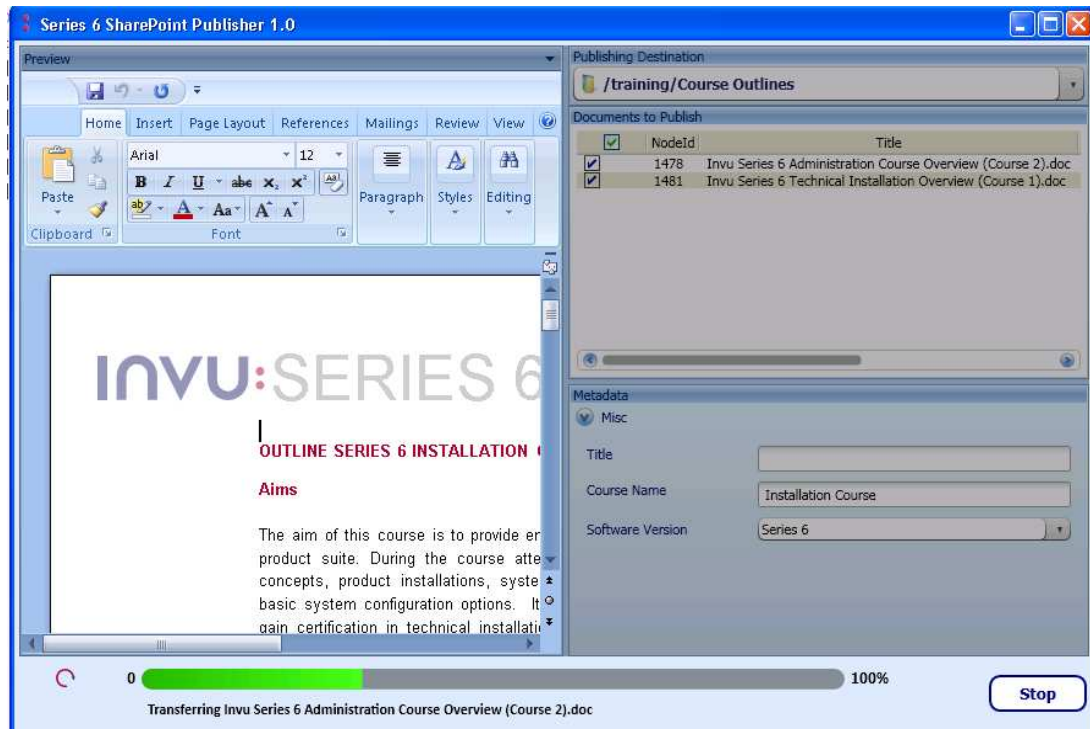 Series 6 SharePoint Publisher 1.0
Preview
Home Insert Page Layout References Mailings Review View
Paste
Clipboard
Arial 12
B I U abc x₂ x²
ab A Aa A A
Font
Paragraph
Styles
Editing
INVU:SERIES 6
OUTLINE SERIES 6 INSTALLATION
Aims
The aim of this course is to provide
product suite. During the course
concepts, product installations,
basic system configuration options. It
gain certification in technical
Publishing Destination
/training/Course Outlines
Documents to Publish
NodeId Title
1478 Invu Series 6 Administration Course Overview (Course 2).doc
1481 Invu Series 6 Technical Installation Overview (Course 1).doc
Metadata
Misc
Title
Course Name Installation Course
Software Version Series 6
0 100%
Transferring Invu Series 6 Administration Course Overview (Course 2).doc
Stop